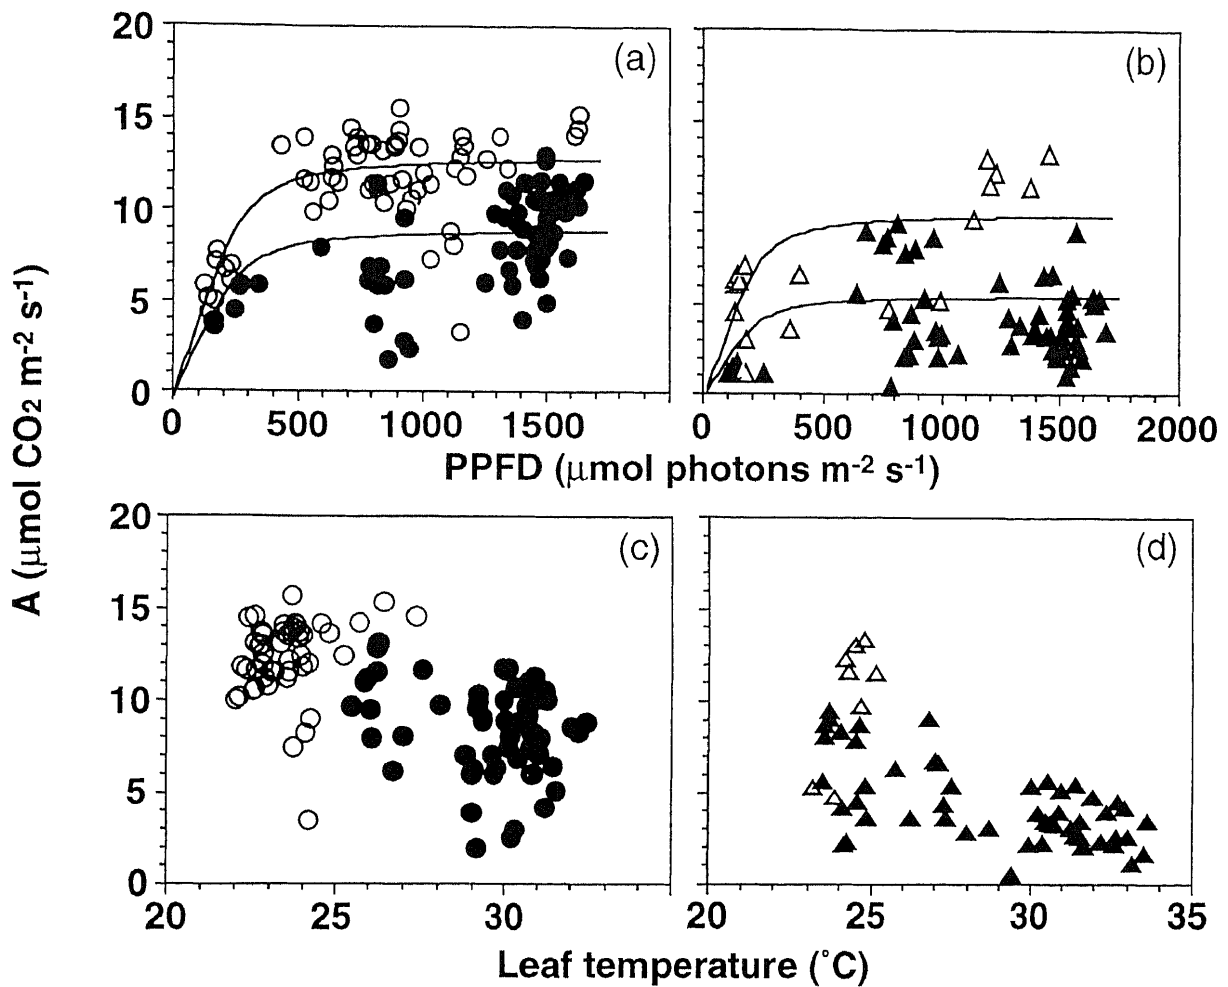 20
15
10
5
0
(a)
(b)
0 500 1000 1500
0 500 1000 1500 2000
PPFD (μmol photons m-2 s-1)
A (μmol CO2 m-2 s-1)
20
15
10
5
0
(c)
(d)
20 25 30
20 25 30 35
Leaf temperature (˚C)